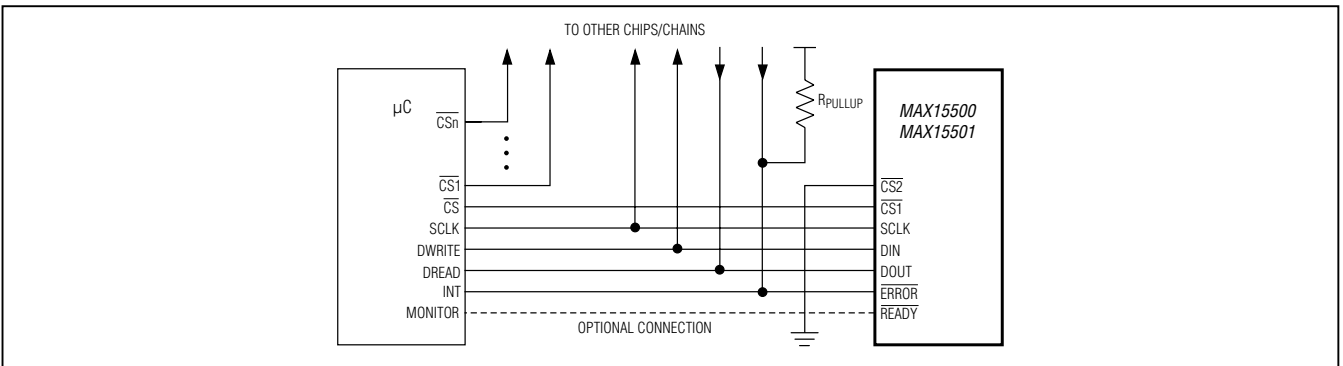 TO OTHER CHIPS/CHAINS
µC
CSn
RPULLUP
MAX15500
MAX15501
CS1
CS2
CS
CS1
SCLK
SCLK
DWRITE
DIN
DREAD
DOUT
INT
ERROR
MONITOR
READY
OPTIONAL CONNECTION